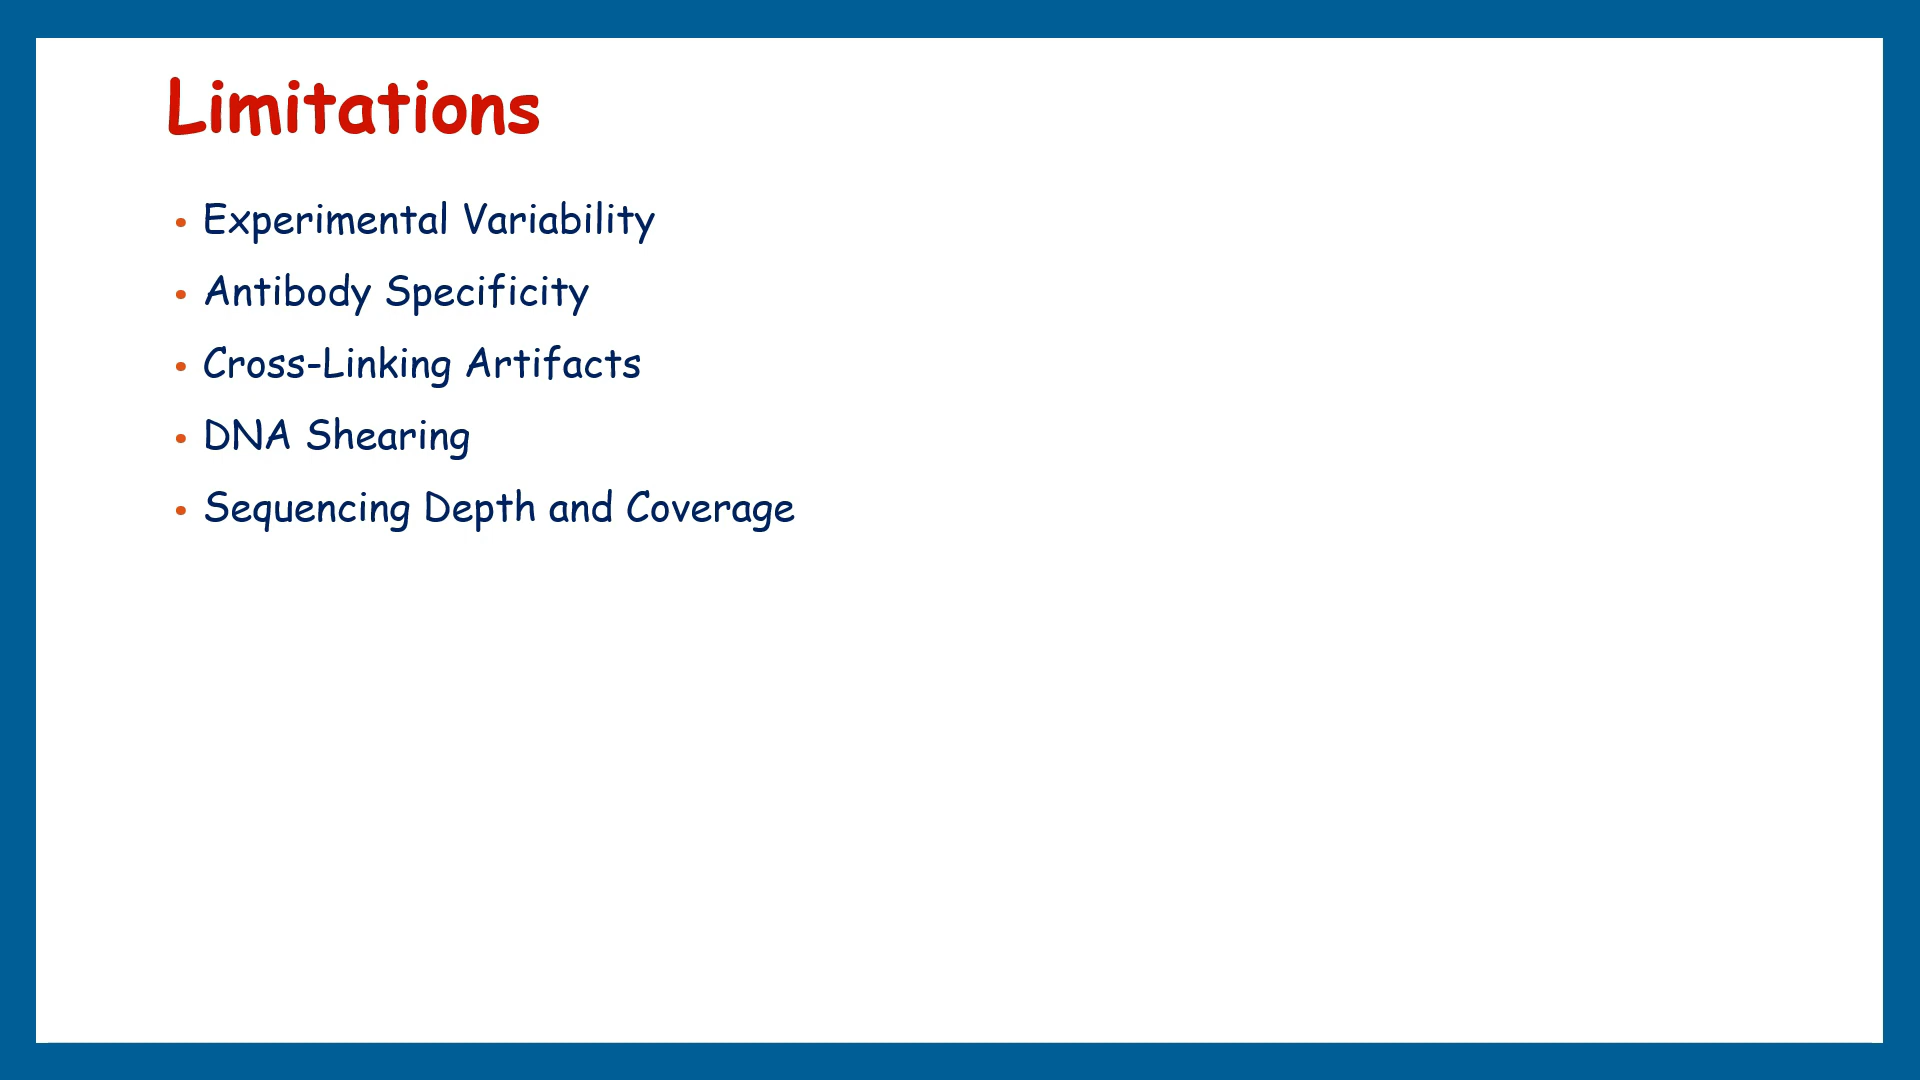 Limitations
• Experimental Variability
• Antibody Specificity
• Cross-Linking Artifacts
• DNA Shearing
• Sequencing Depth and Coverage